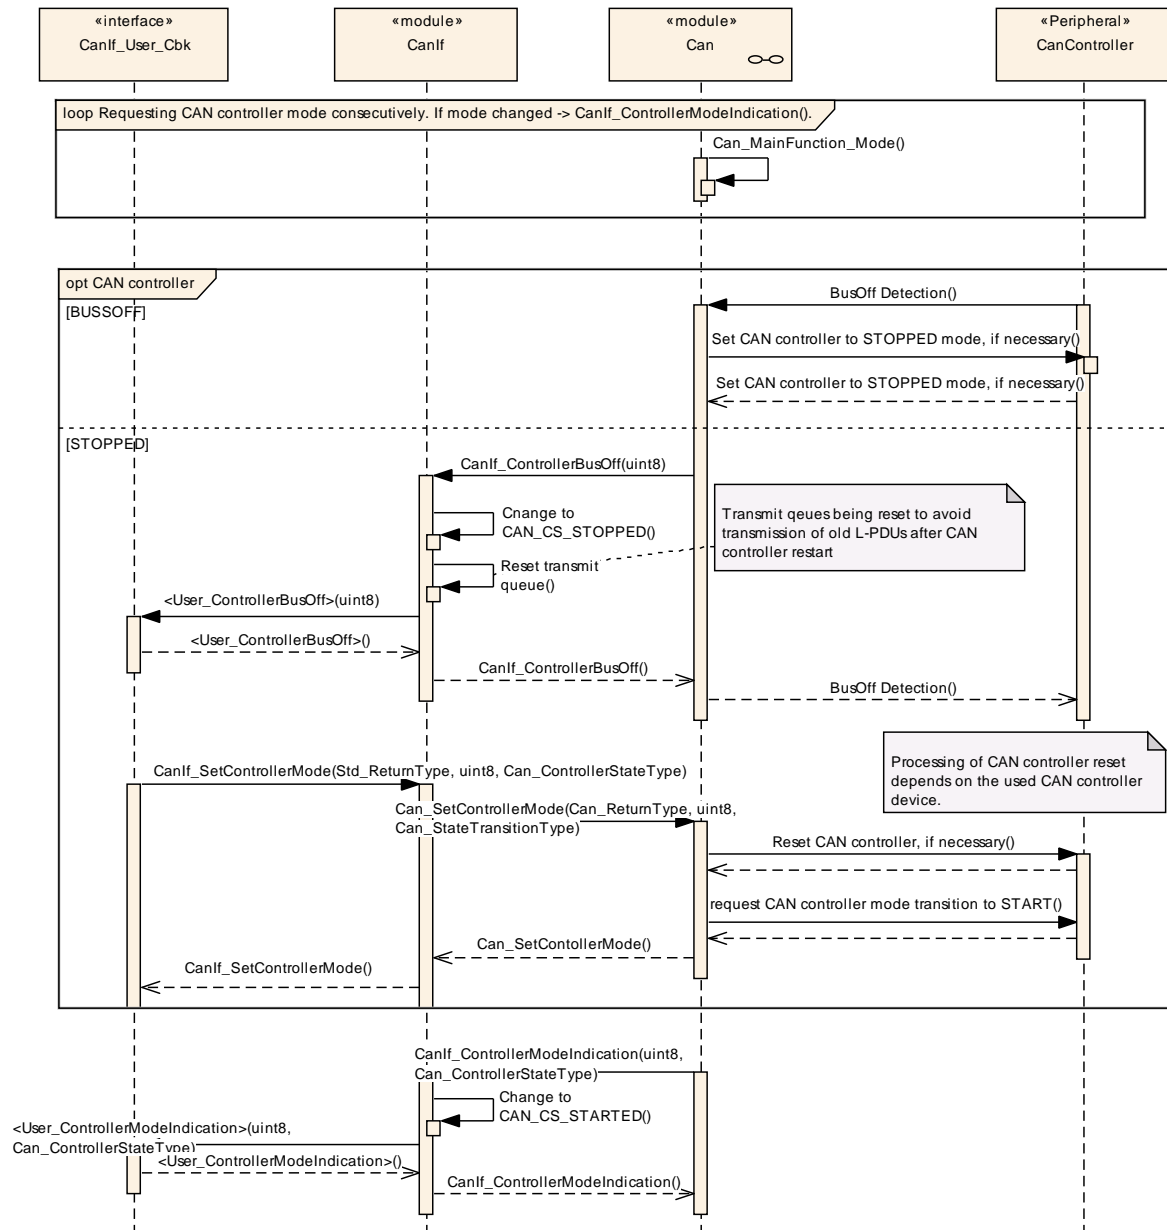 «interface»
CanIf_User_Cbk
«module»
CanIf
«module»
Can
«Peripheral»
CanController
loop Requesting CAN controller mode consecutively. If mode changed -> CanIf_ControllerModeIndication().
Can_MainFunction_Mode()
opt CAN controller
[BUSSOFF]
BusOff Detection()
Set CAN controller to STOPPED mode, if necessary()
Set CAN controller to STOPPED mode, if necessary()
[STOPPED]
CanIf_ControllerBusOff(uint8)
Cnange to
CAN_CS_STOPPED()
Transmit qeues being reset to avoid
transmission of old L-PDUs after CAN
controller restart
Reset transmit
queue()
<User_ControllerBusOff>(uint8)
<User_ControllerBusOff>()
CanIf_ControllerBusOff()
BusOff Detection()
Processing of CAN controller reset
depends on the used CAN controller
device.
CanIf_SetControllerMode(Std_ReturnType, uint8, Can_ControllerStateType)
Can_SetControllerMode(Can_ReturnType, uint8,
Can_StateTransitionType)
Reset CAN controller, if necessary()
request CAN controller mode transition to START()
Can_SetContollerMode()
CanIf_SetControllerMode()
CanIf_ControllerModeIndication(uint8,
Can_ControllerStateType)
Change to
CAN_CS_STARTED()
<User_ControllerModeIndication>(uint8,
Can_ControllerStateType)
<User_ControllerModeIndication>()
CanIf_ControllerModeIndication()